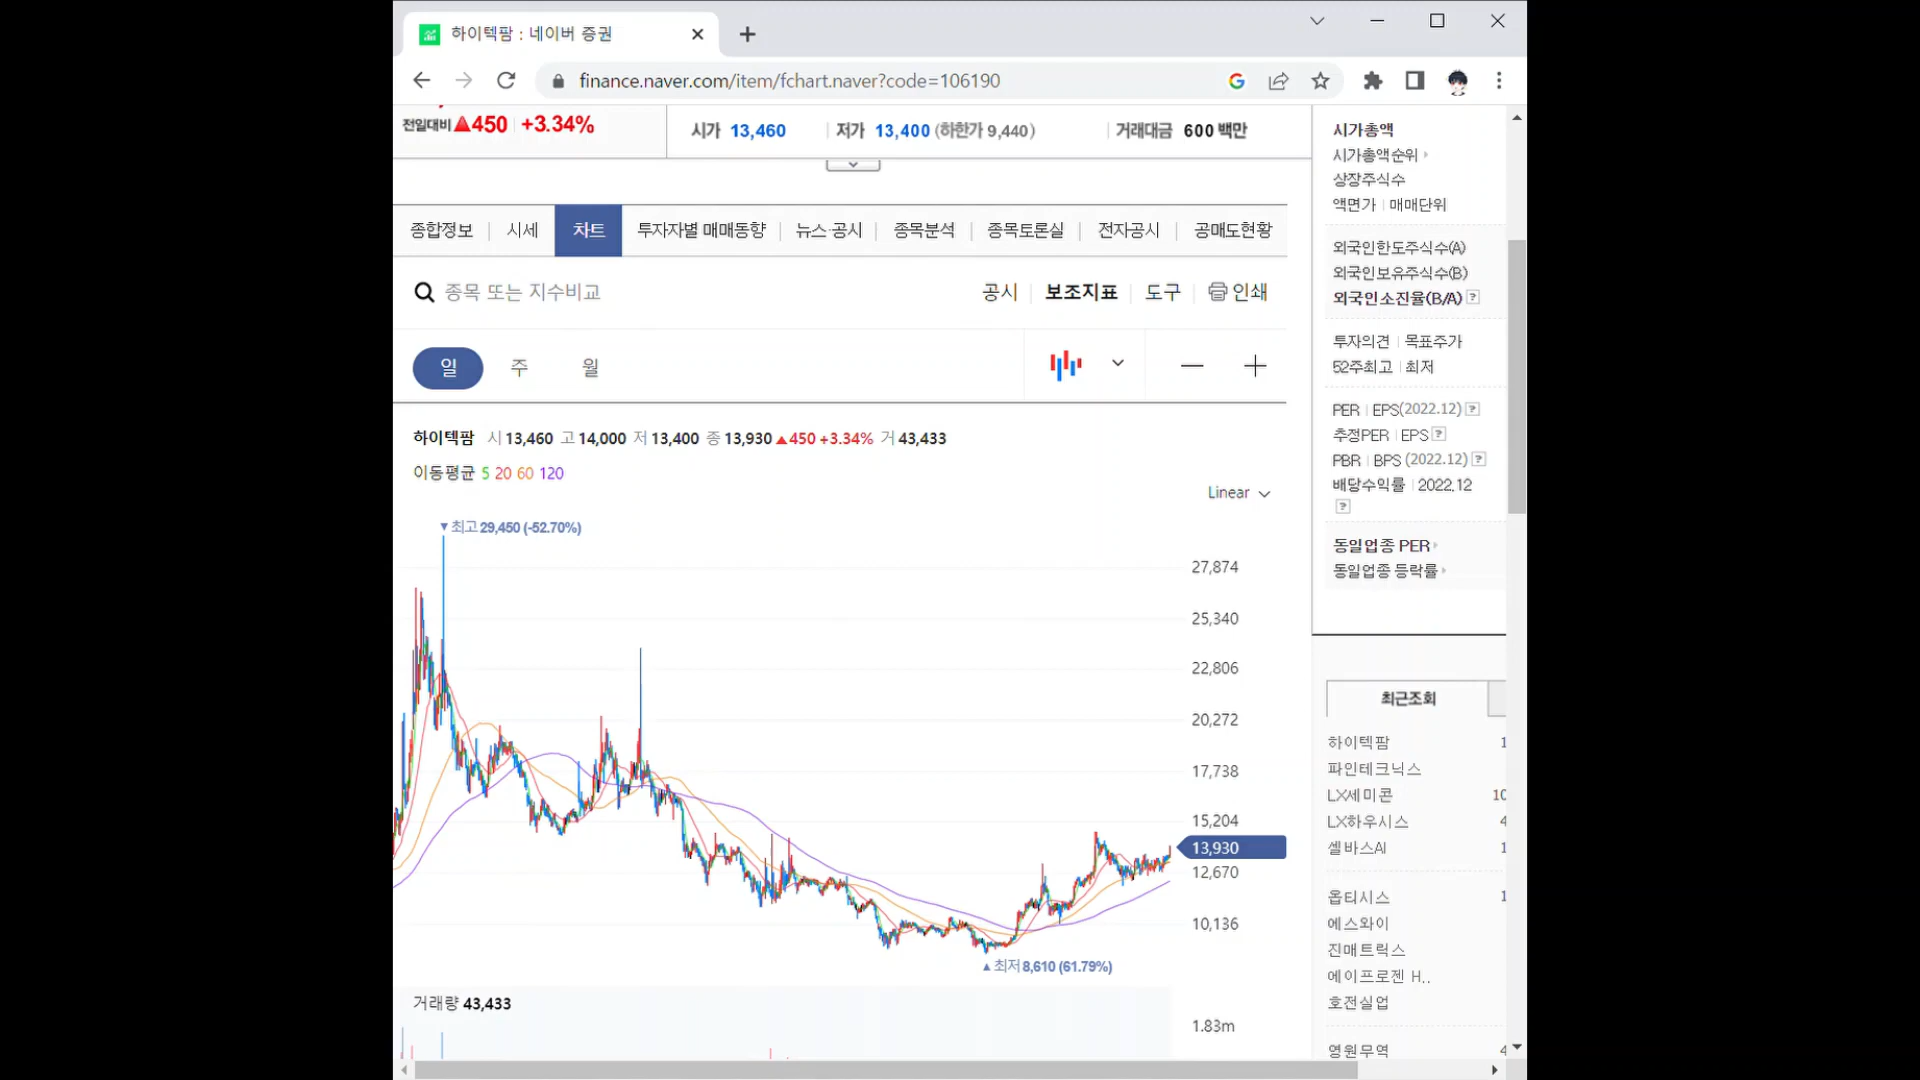 하이텍팜 : 네이버 증권
finance.naver.com/item/fchart.naver?code=106190
전일대비 ▲450 +3.34%
시가 13,460 저가 13,400 (하한가 9,440) 거래대금 600 백만
종합정보 시세 차트 투자자별 매매동향 뉴스·공시 종목분석 종목토론실 전자공시 공매도현황
종목 또는 지수비교 공시 보조지표 도구 인쇄
일 주 월
하이텍팜 시 13,460 고 14,000 저 13,400 종 13,930 ▲450 +3.34% 거 43,433
이동평균 5 20 60 120
Linear
▼최고 29,450 (-52.70%)
27,874
25,340
22,806
20,272
17,738
15,204
13,930
12,670
10,136
▲최저 8,610 (61.79%)
거래량 43,433
1.83m
시가총액
시가총액순위
상장주식수
액면가 | 매매단위
외국인한도주식수(A)
외국인보유주식수(B)
외국인소진율(B/A) ?
투자의견 | 목표주가
52주최고 | 최저
PER | EPS(2022.12) ?
추정PER | EPS ?
PBR | BPS (2022.12) ?
배당수익률 | 2022.12
?
동일업종 PER
동일업종 등락률
최근조회
하이텍팜 1
파인테크닉스
LX세미콘 10
LX하우시스 4
셀바스AI 1
옵티시스 1
에스와이
진매트릭스
에이프로젠 H..
호전실업
영원무역 4